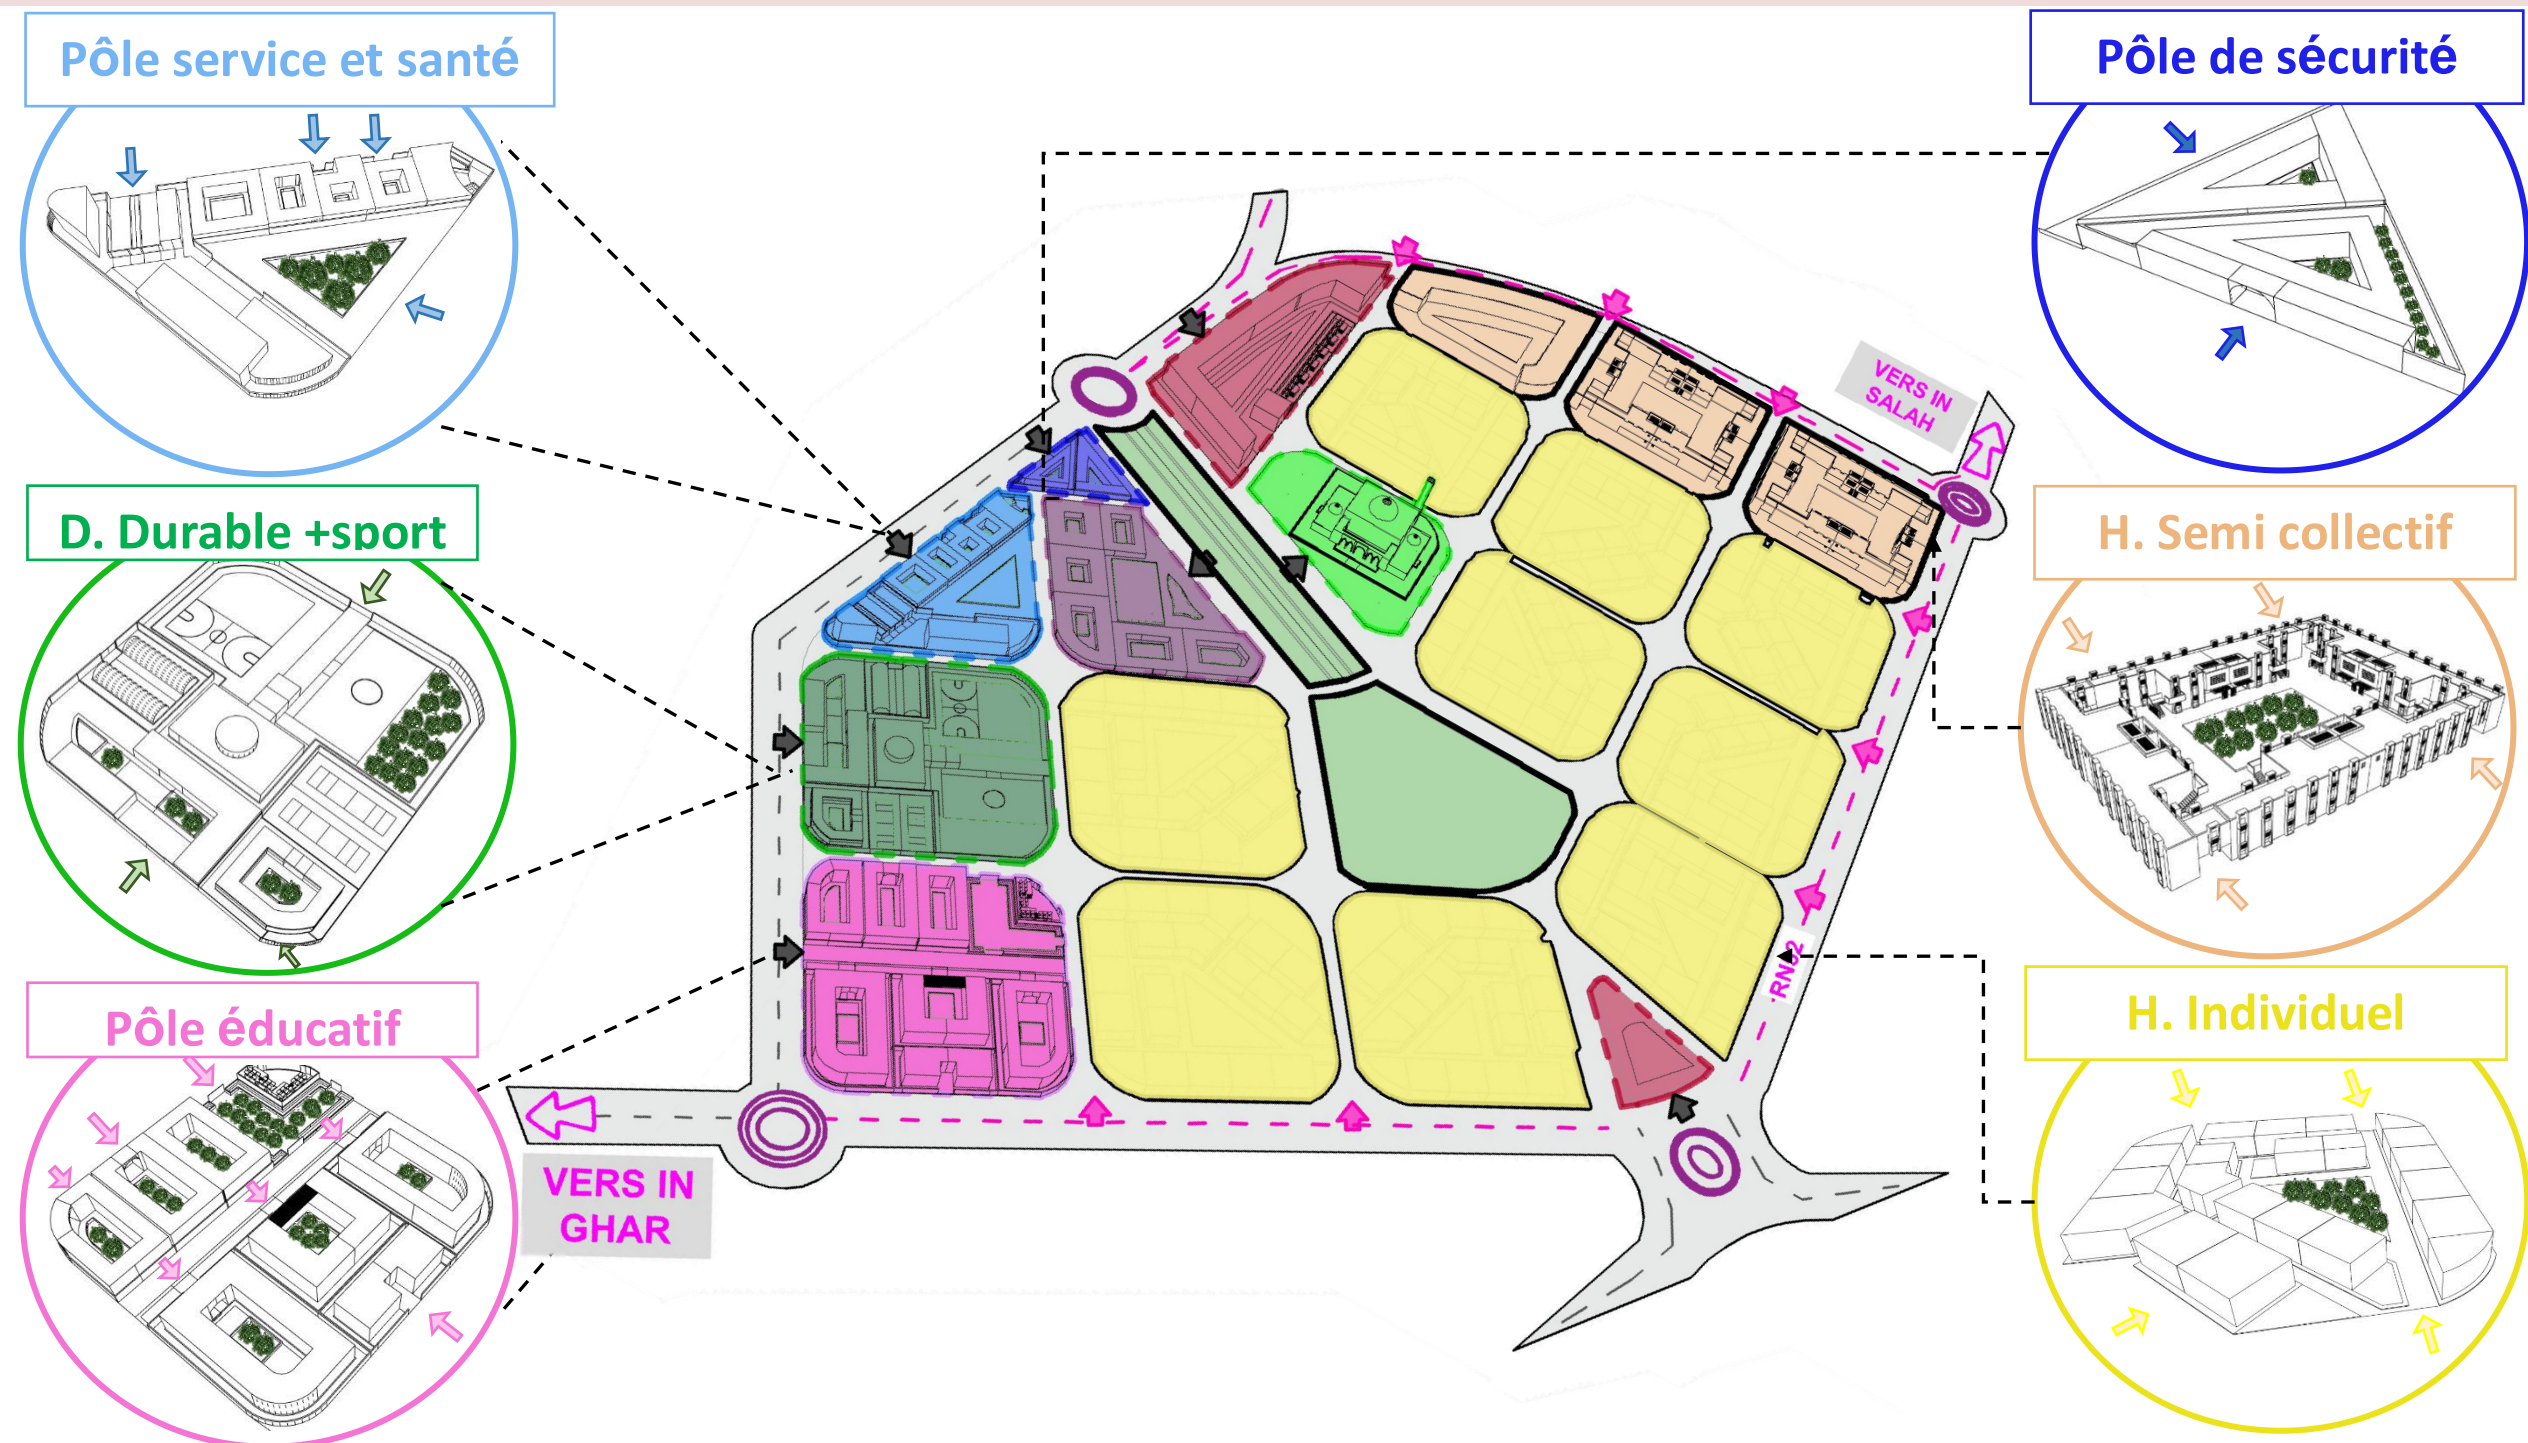 Pôle service et santé
Pôle de sécurité
VERS IN
SALAH
D. Durable +sport
H. Semi collectif
Pôle éducatif
H. Individuel
VERS IN
GHAR